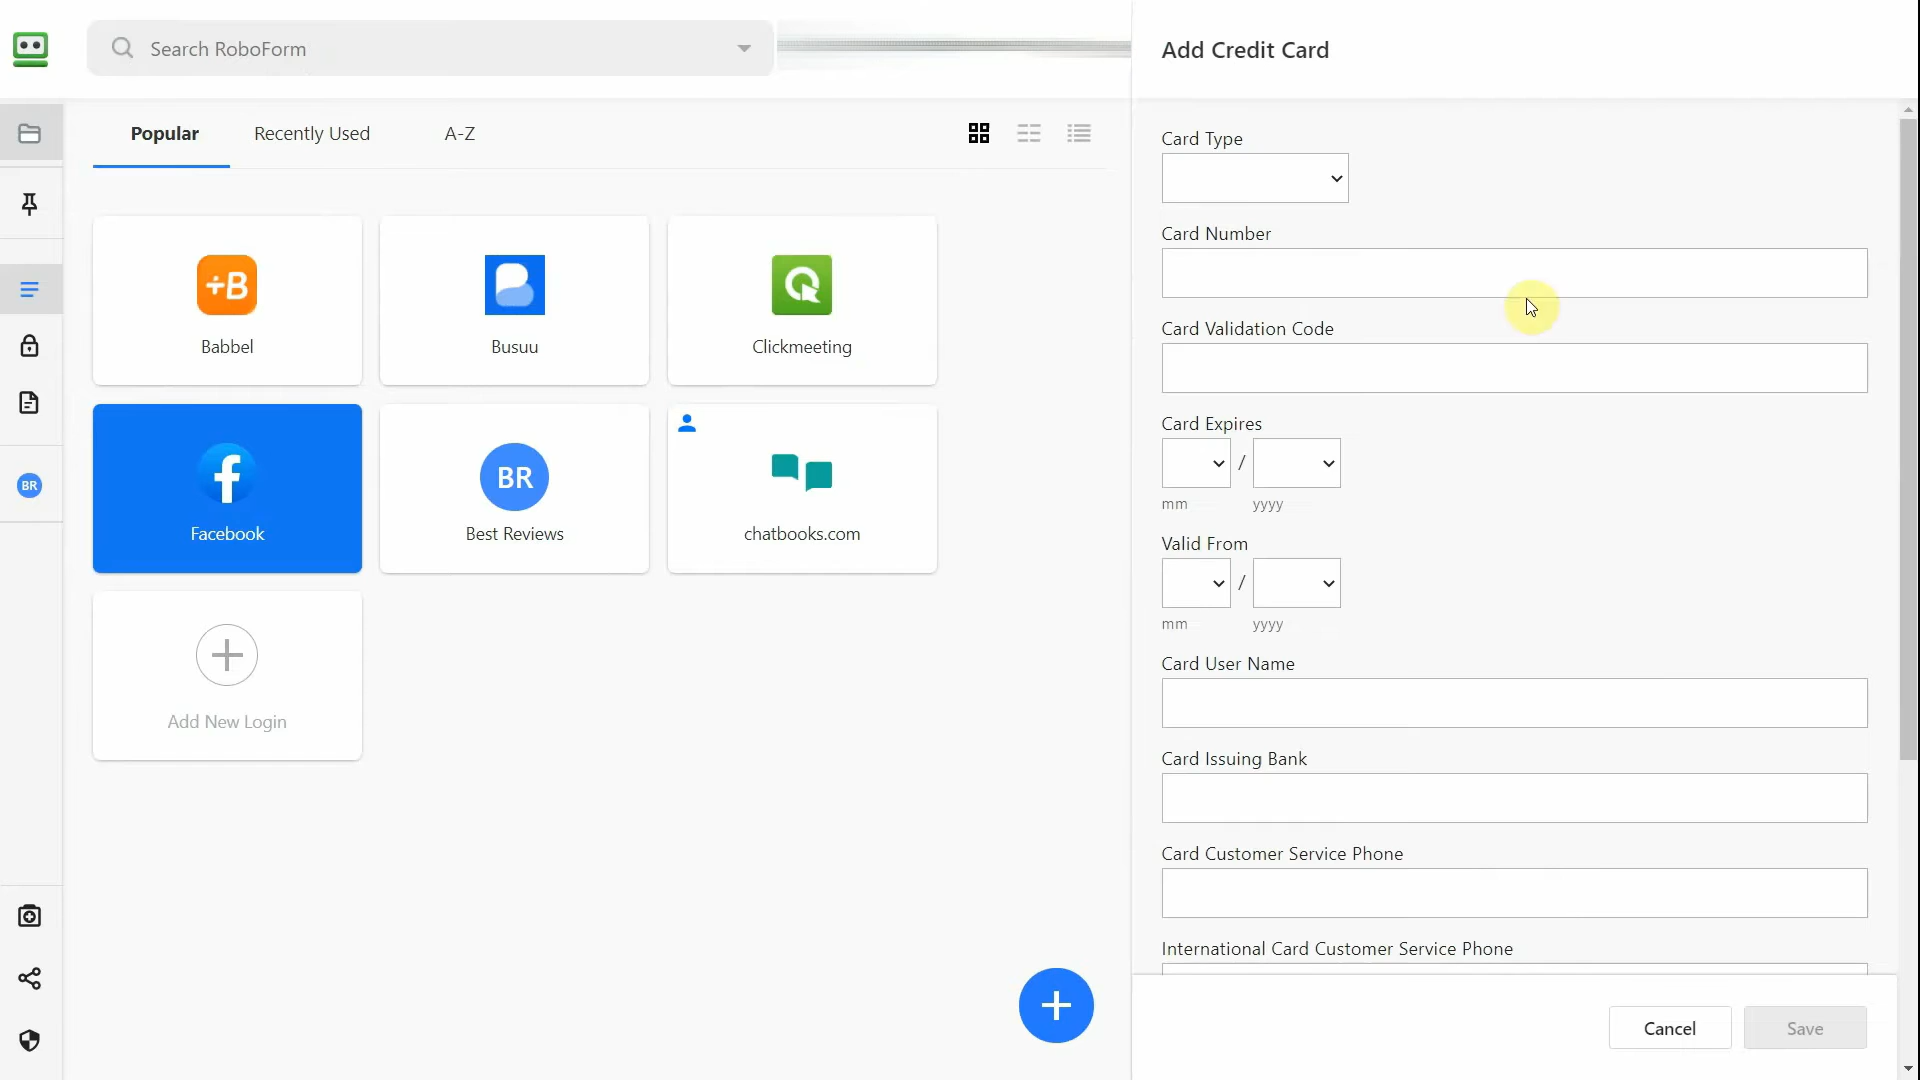 Search RoboForm
Add Credit Card
Popular
Recently Used
A-Z
+B
Babbel
Busuu
Clickmeeting
Facebook
BR
Best Reviews
chatbooks.com
Add New Login
BR
Card Type
Card Number
Card Validation Code
Card Expires
/
mm
yyyy
Valid From
/
mm
yyyy
Card User Name
Card Issuing Bank
Card Customer Service Phone
International Card Customer Service Phone
Cancel
Save